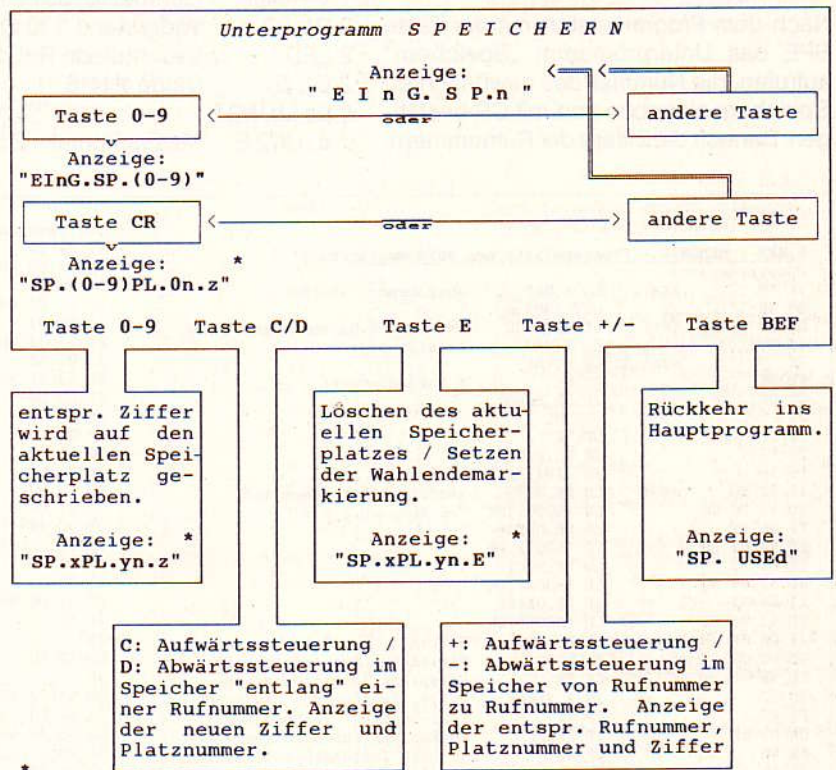 Unterprogramm S P E I C H E R N
Anzeige:
" E I n G. S P.n "
Taste 0-9
oder
andere Taste
Anzeige:
"EInG.SP.(0-9)"
Taste CR
oder
andere Taste
Anzeige: *
"SP.(0-9)PL.0n.z"
Taste 0-9 Taste C/D Taste E Taste +/- Taste BEF
entspr. Ziffer
wird auf den
aktuellen Spei-
cherplatz ge-
schrieben.
Anzeige: *
"SP.xPL.yn.z"
Löschen des aktu-
ellen Speicher-
platzes / Setzen
der Wahlendemar-
kierung.
Anzeige: *
"SP.xPL.yn.E"
Rückkehr ins
Hauptprogramm.
Anzeige:
"SP. USEd"
C: Aufwärtssteuerung /
D: Abwärtssteuerung im
Speicher "entlang" ei-
ner Rufnummer. Anzeige
der neuen Ziffer und
Platznummer.
+: Aufwärtssteuerung /
-: Abwärtssteuerung im
Speicher von Rufnummer
zu Rufnummer. Anzeige
der entspr. Rufnummer,
Platznummer und Ziffer
*